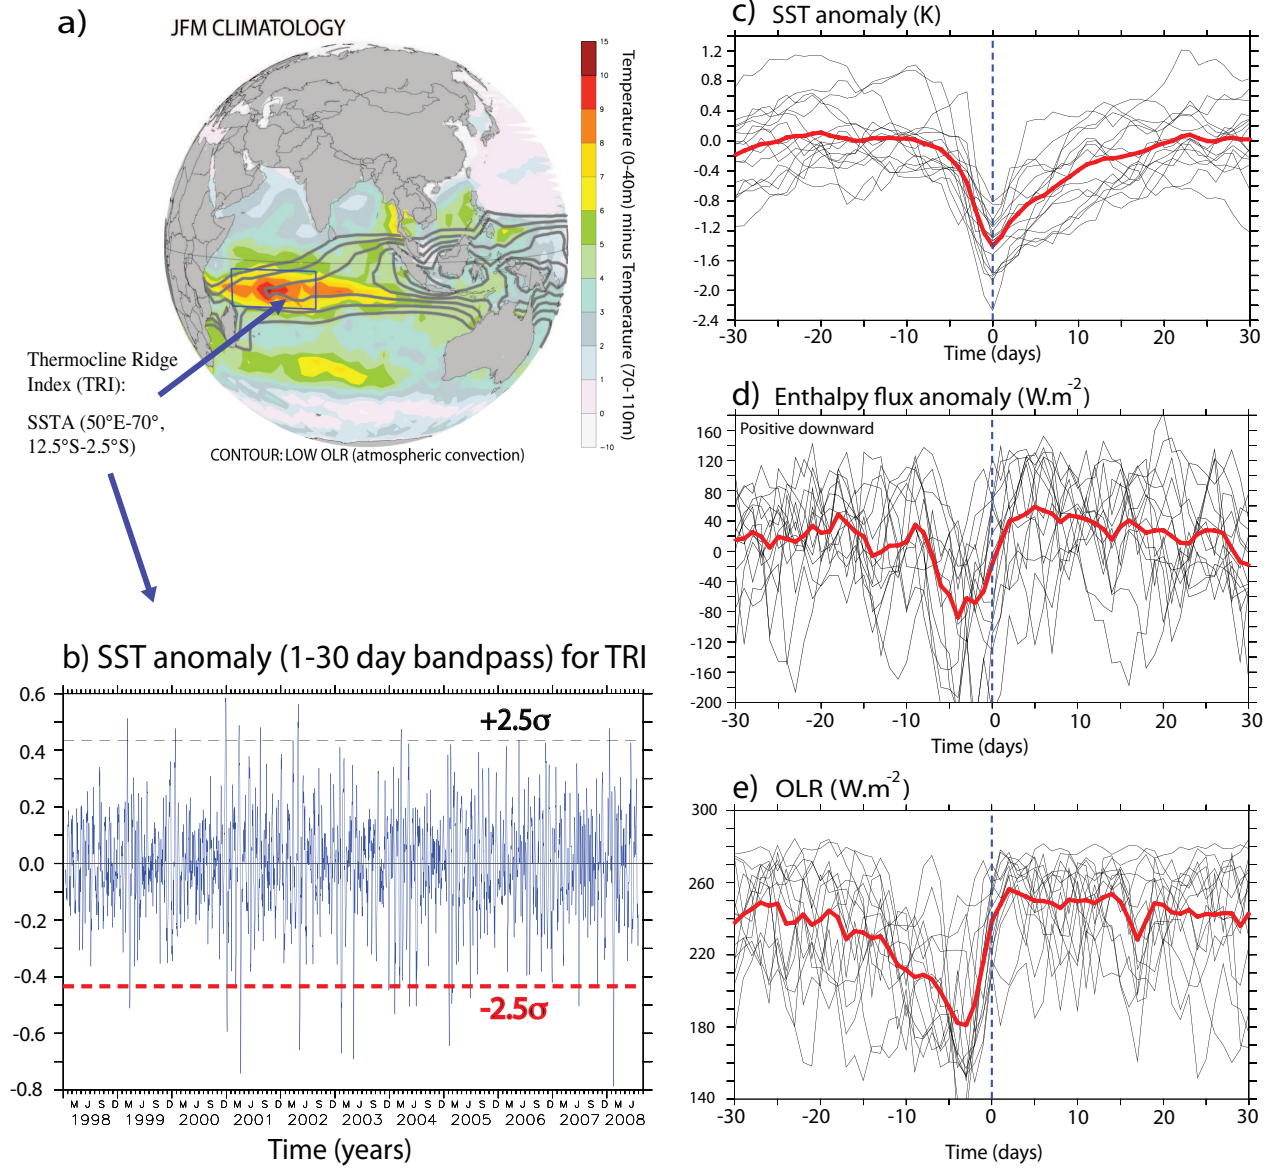 a)
JFM CLIMATOLOGY
15
10
9
8
7
6
5
4
3
2
1
0
−10
Temperature (0-40m) minus Temperature (70-110m)
Thermocline Ridge
Index (TRI):
SSTA (50°E-70°,
12.5°S-2.5°S)
CONTOUR: LOW OLR (atmospheric convection)
b) SST anomaly (1-30 day bandpass) for TRI
0.6
0.4
0.2
0.0
-0.2
-0.4
-0.6
-0.8
+2.5σ
-2.5σ
M J S D M J S D M J S D M J S D M J S D M J S D M J S D M J S D M J S D M J S D M J
1998 1999 2000 2001 2002 2003 2004 2005 2006 2007 2008
Time (years)
c) SST anomaly (K)
1.2
0.8
0.4
0.0
-0.4
-0.8
-1.2
-1.6
-2.0
-2.4
-30 -20 -10 0 10 20 30
Time (days)
d) Enthalpy flux anomaly (W.m-2)
Positive downward
160
120
80
40
0
-40
-80
-120
-160
-200
-30 -20 -10 0 10 20 30
Time (days)
e) OLR (W.m-2)
300
260
220
180
140
-30 -20 -10 0 10 20 30
Time (days)